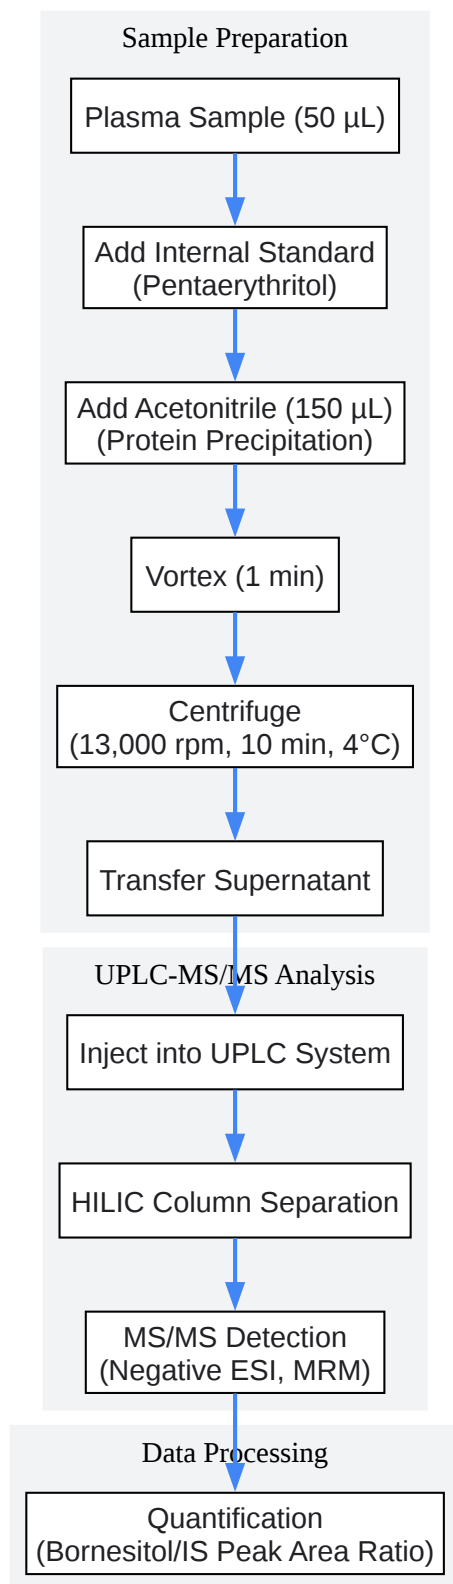 Sample Preparation
Plasma Sample (50 µL)
Add Internal Standard
(Pentaerythritol)
Add Acetonitrile (150 µL)
(Protein Precipitation)
Vortex (1 min)
Centrifuge
(13,000 rpm, 10 min, 4°C)
Transfer Supernatant
UPLC-MS/MS Analysis
Inject into UPLC System
HILIC Column Separation
MS/MS Detection
(Negative ESI, MRM)
Data Processing
Quantification
(Bornesitol/IS Peak Area Ratio)